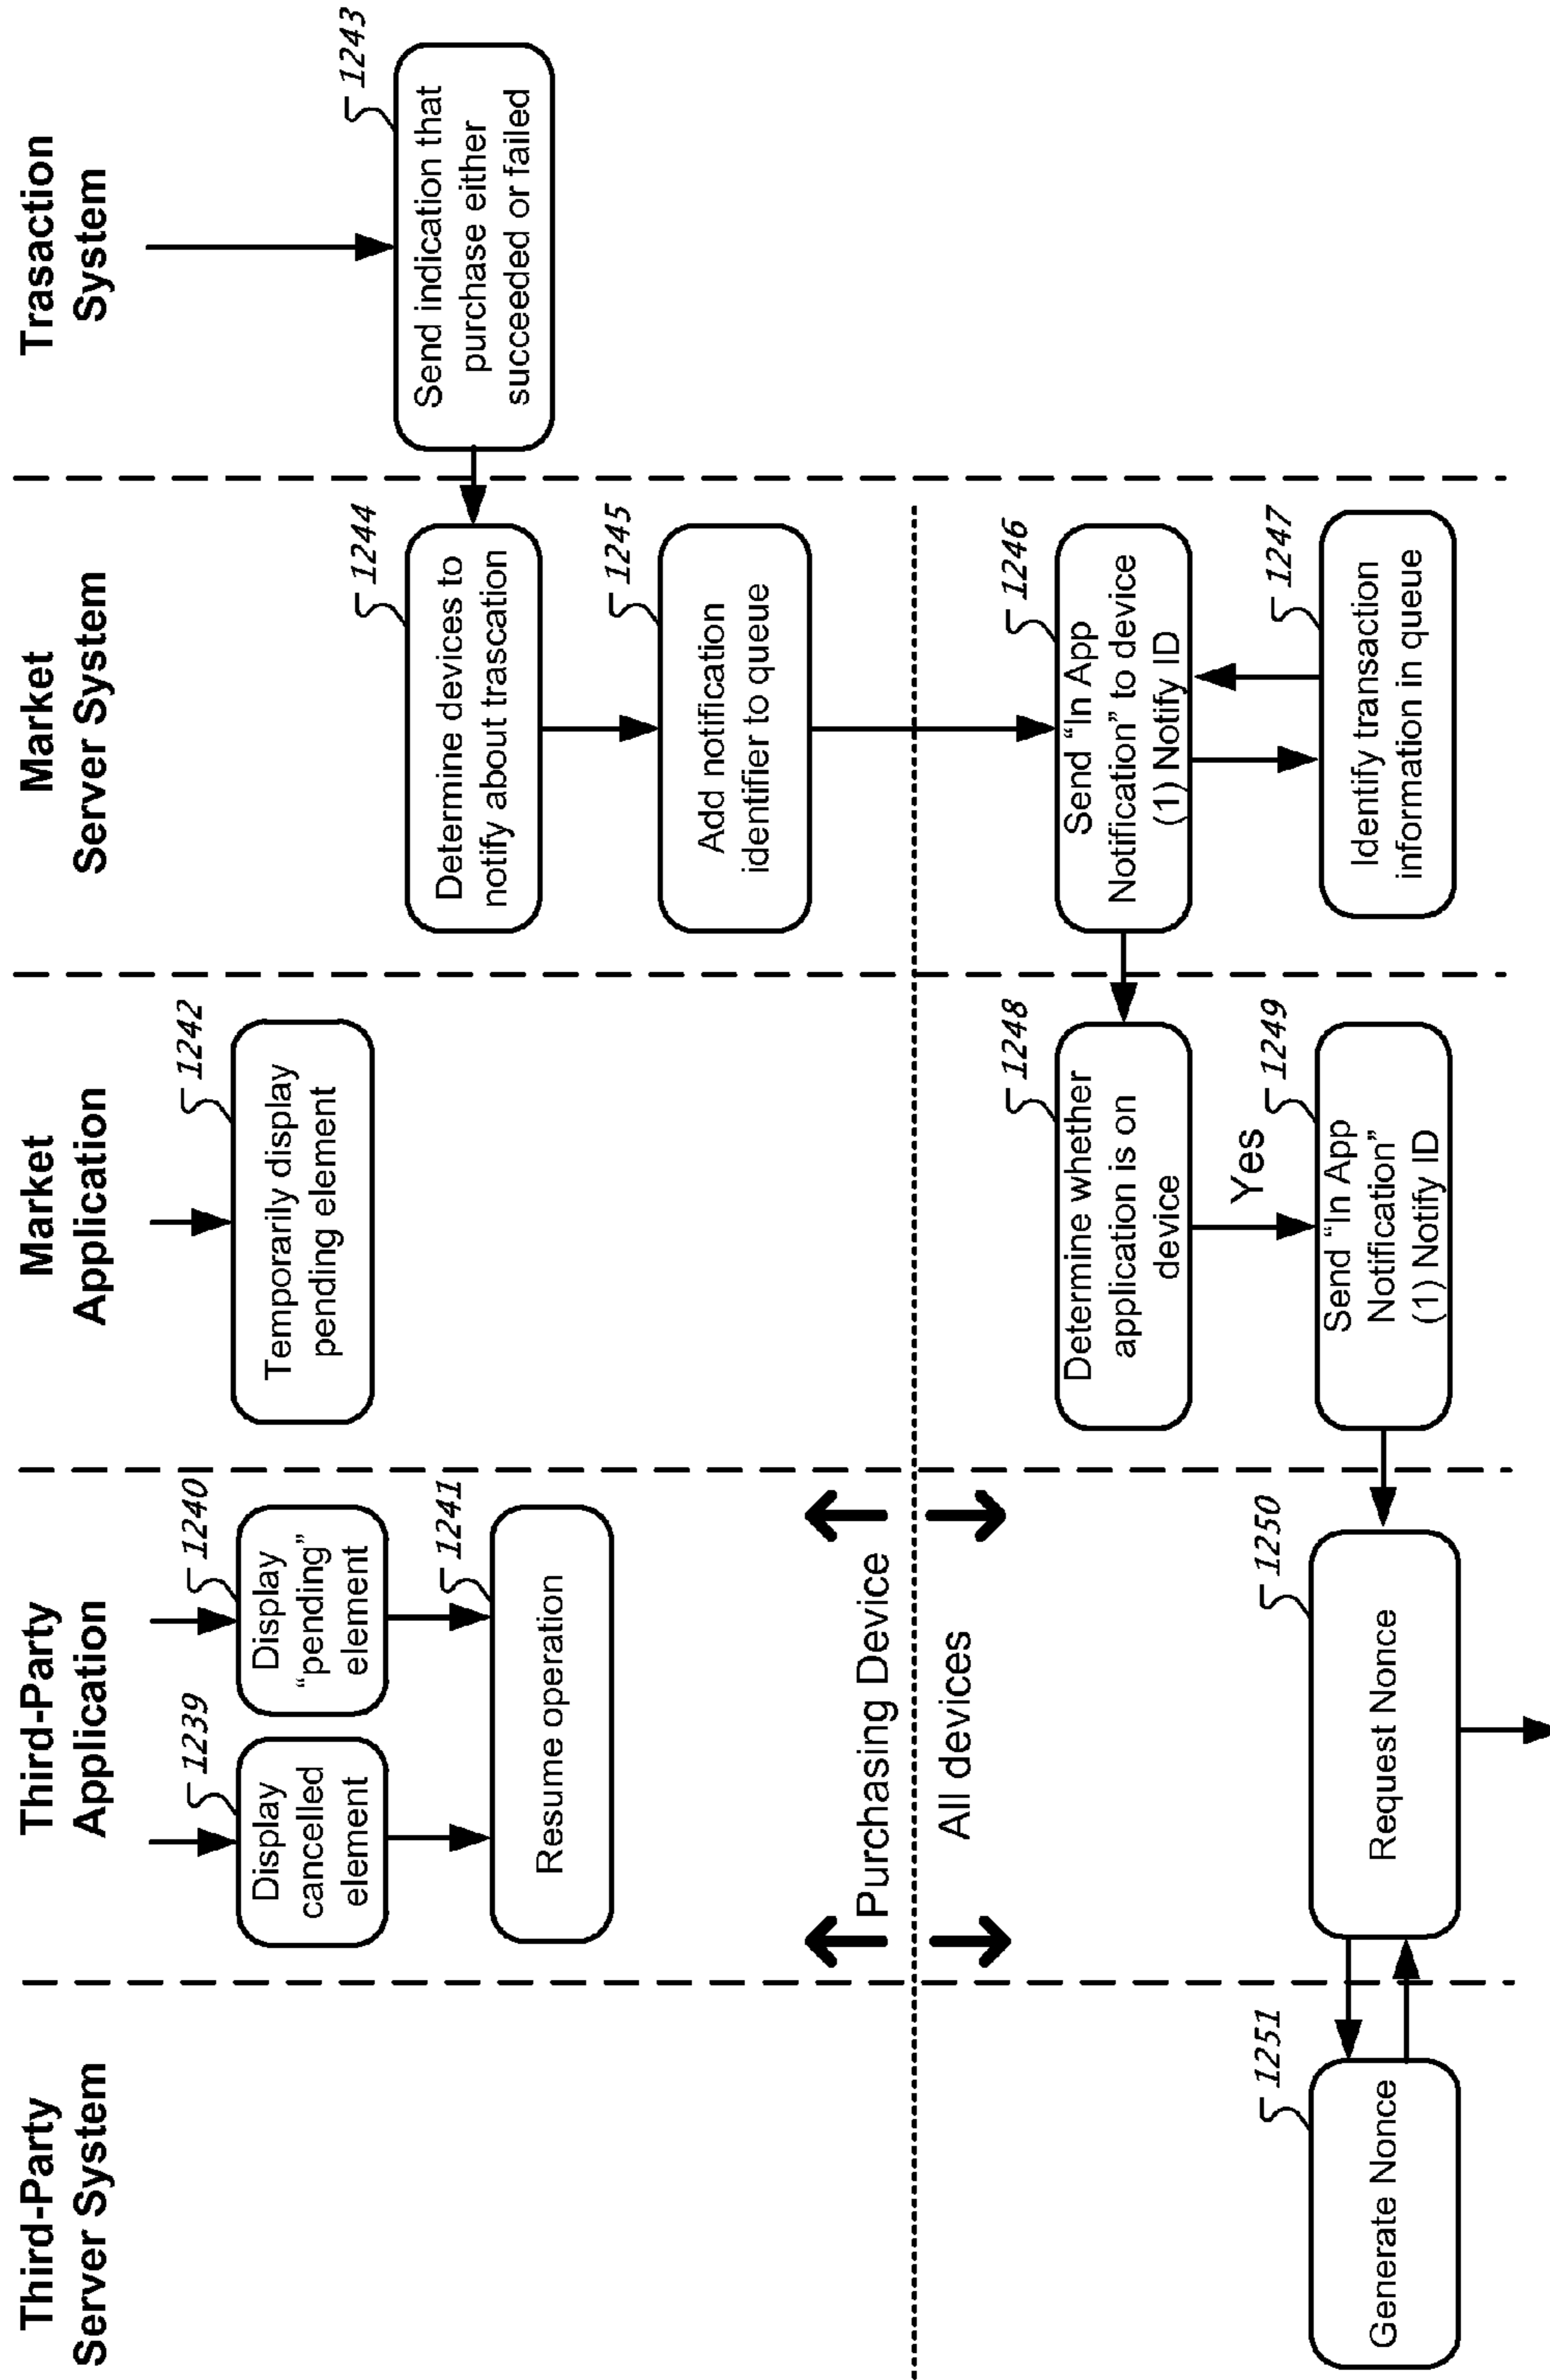 Third-Party
Server System
Third-Party
Application
Market
Application
Market
Server System
Trasaction
System
1239
Display
cancelled
element
1240
Display
“pending”
element
1241
Resume operation
1242
Temporarily display
pending element
1243
Send indication that
purchase either
succeeded or failed
1244
Determine devices to
notify about trascation
1245
Add notification
identifier to queue
Purchasing Device
All devices
1246
Send “In App
Notification” to device
(1) Notify ID
1247
Identify transaction
information in queue
1248
Determine whether
application is on
device
Yes
1249
Send “In App
Notification”
(1) Notify ID
1250
Request Nonce
1251
Generate Nonce